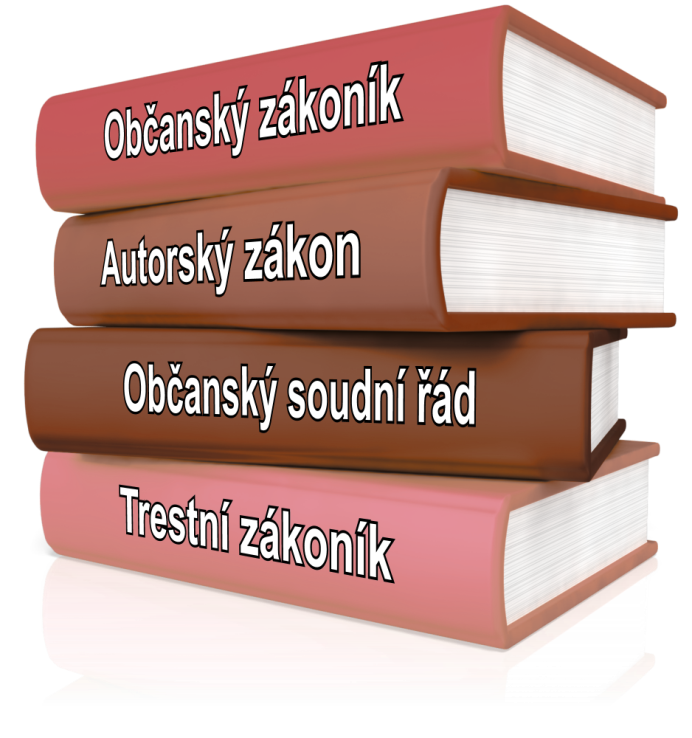 Občanský zákoník
Autorský zákon
Občanský soudní řád
Trestní zákoník